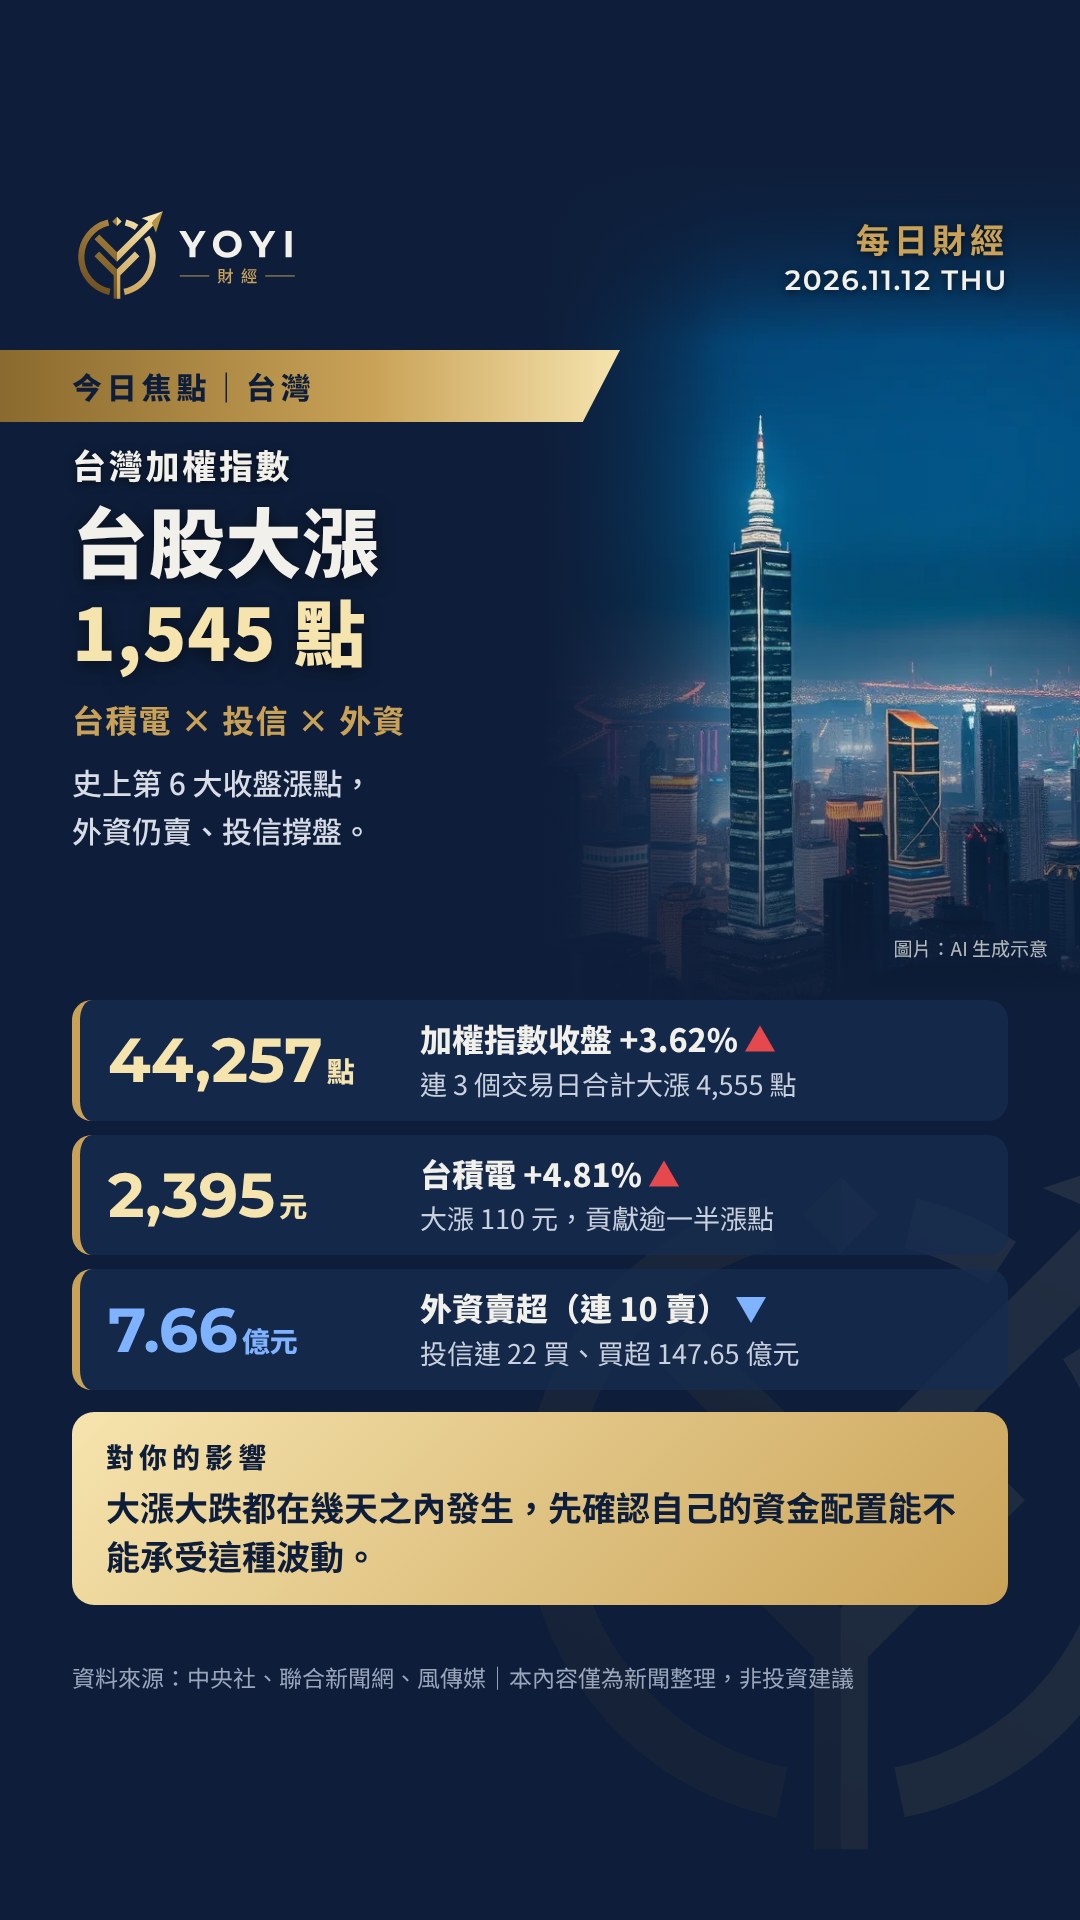 YOYI
財經
每日財經
2026.11.12 THU
今日焦點｜台灣
台灣加權指數
台股大漲
1,545 點
台積電 × 投信 × 外資
史上第 6 大收盤漲點，
外資仍賣、投信撐盤。
圖片：AI 生成示意
44,257點
加權指數收盤 +3.62% ▲
連 3 個交易日合計大漲 4,555 點
2,395元
台積電 +4.81% ▲
大漲 110 元，貢獻逾一半漲點
7.66億元
外資賣超（連 10 賣） ▼
投信連 22 買、買超 147.65 億元
對你的影響
大漲大跌都在幾天之內發生，先確認自己的資金配置能不
能承受這種波動。
資料來源：中央社、聯合新聞網、風傳媒｜本內容僅為新聞整理，非投資建議